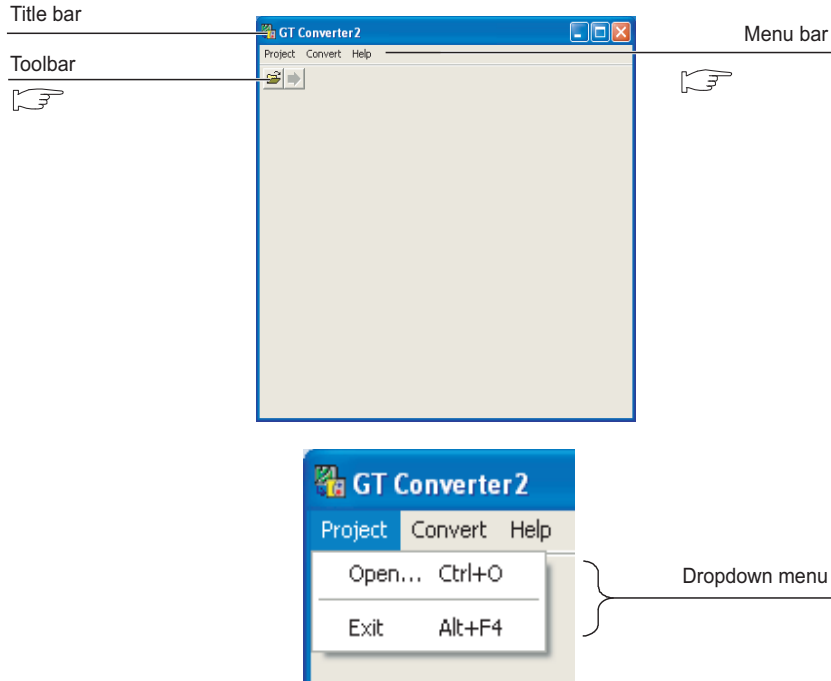 Title bar
GT Converter2
Menu bar
Project Convert Help
Toolbar
GT Converter2
Project Convert Help
Open... Ctrl+O
Dropdown menu
Exit Alt+F4